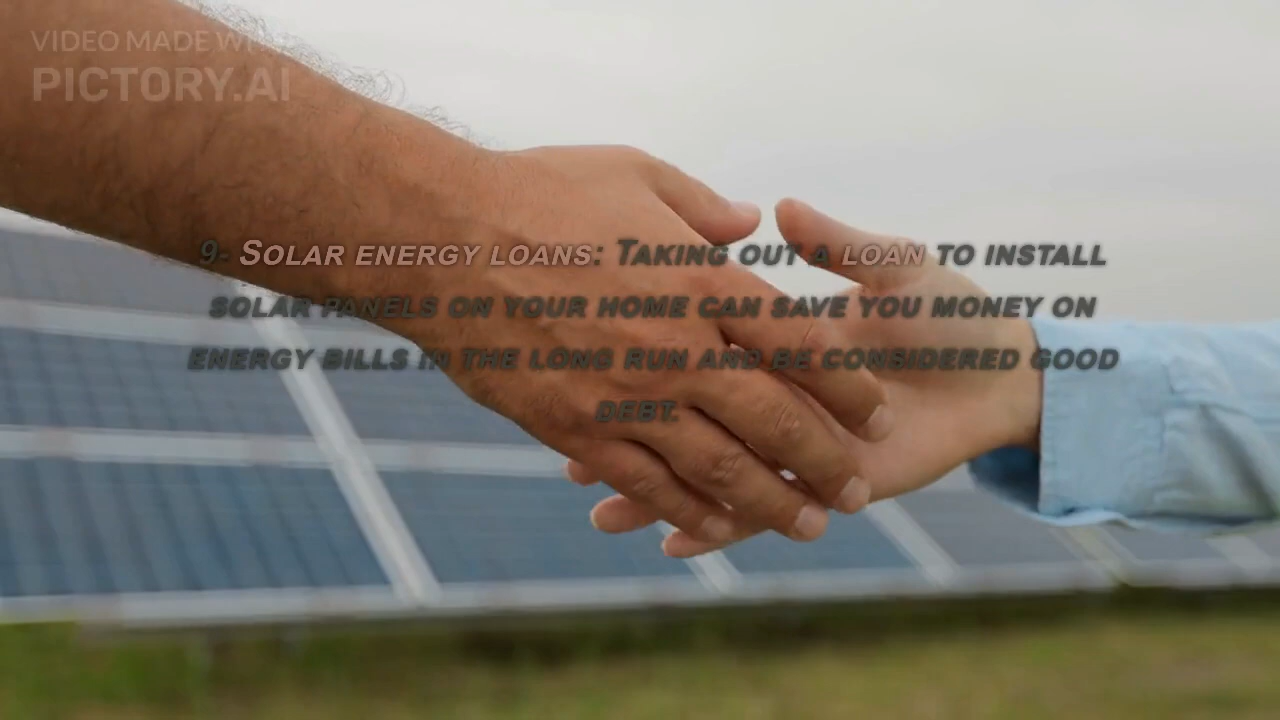 VIDEO MADE WITH
PICTORY.AI
9- SOLAR ENERGY LOANS: TAKING OUT A LOAN TO INSTALL
SOLAR PANELS ON YOUR HOME CAN SAVE YOU MONEY ON
ENERGY BILLS IN THE LONG RUN AND BE CONSIDERED GOOD
DEBT.